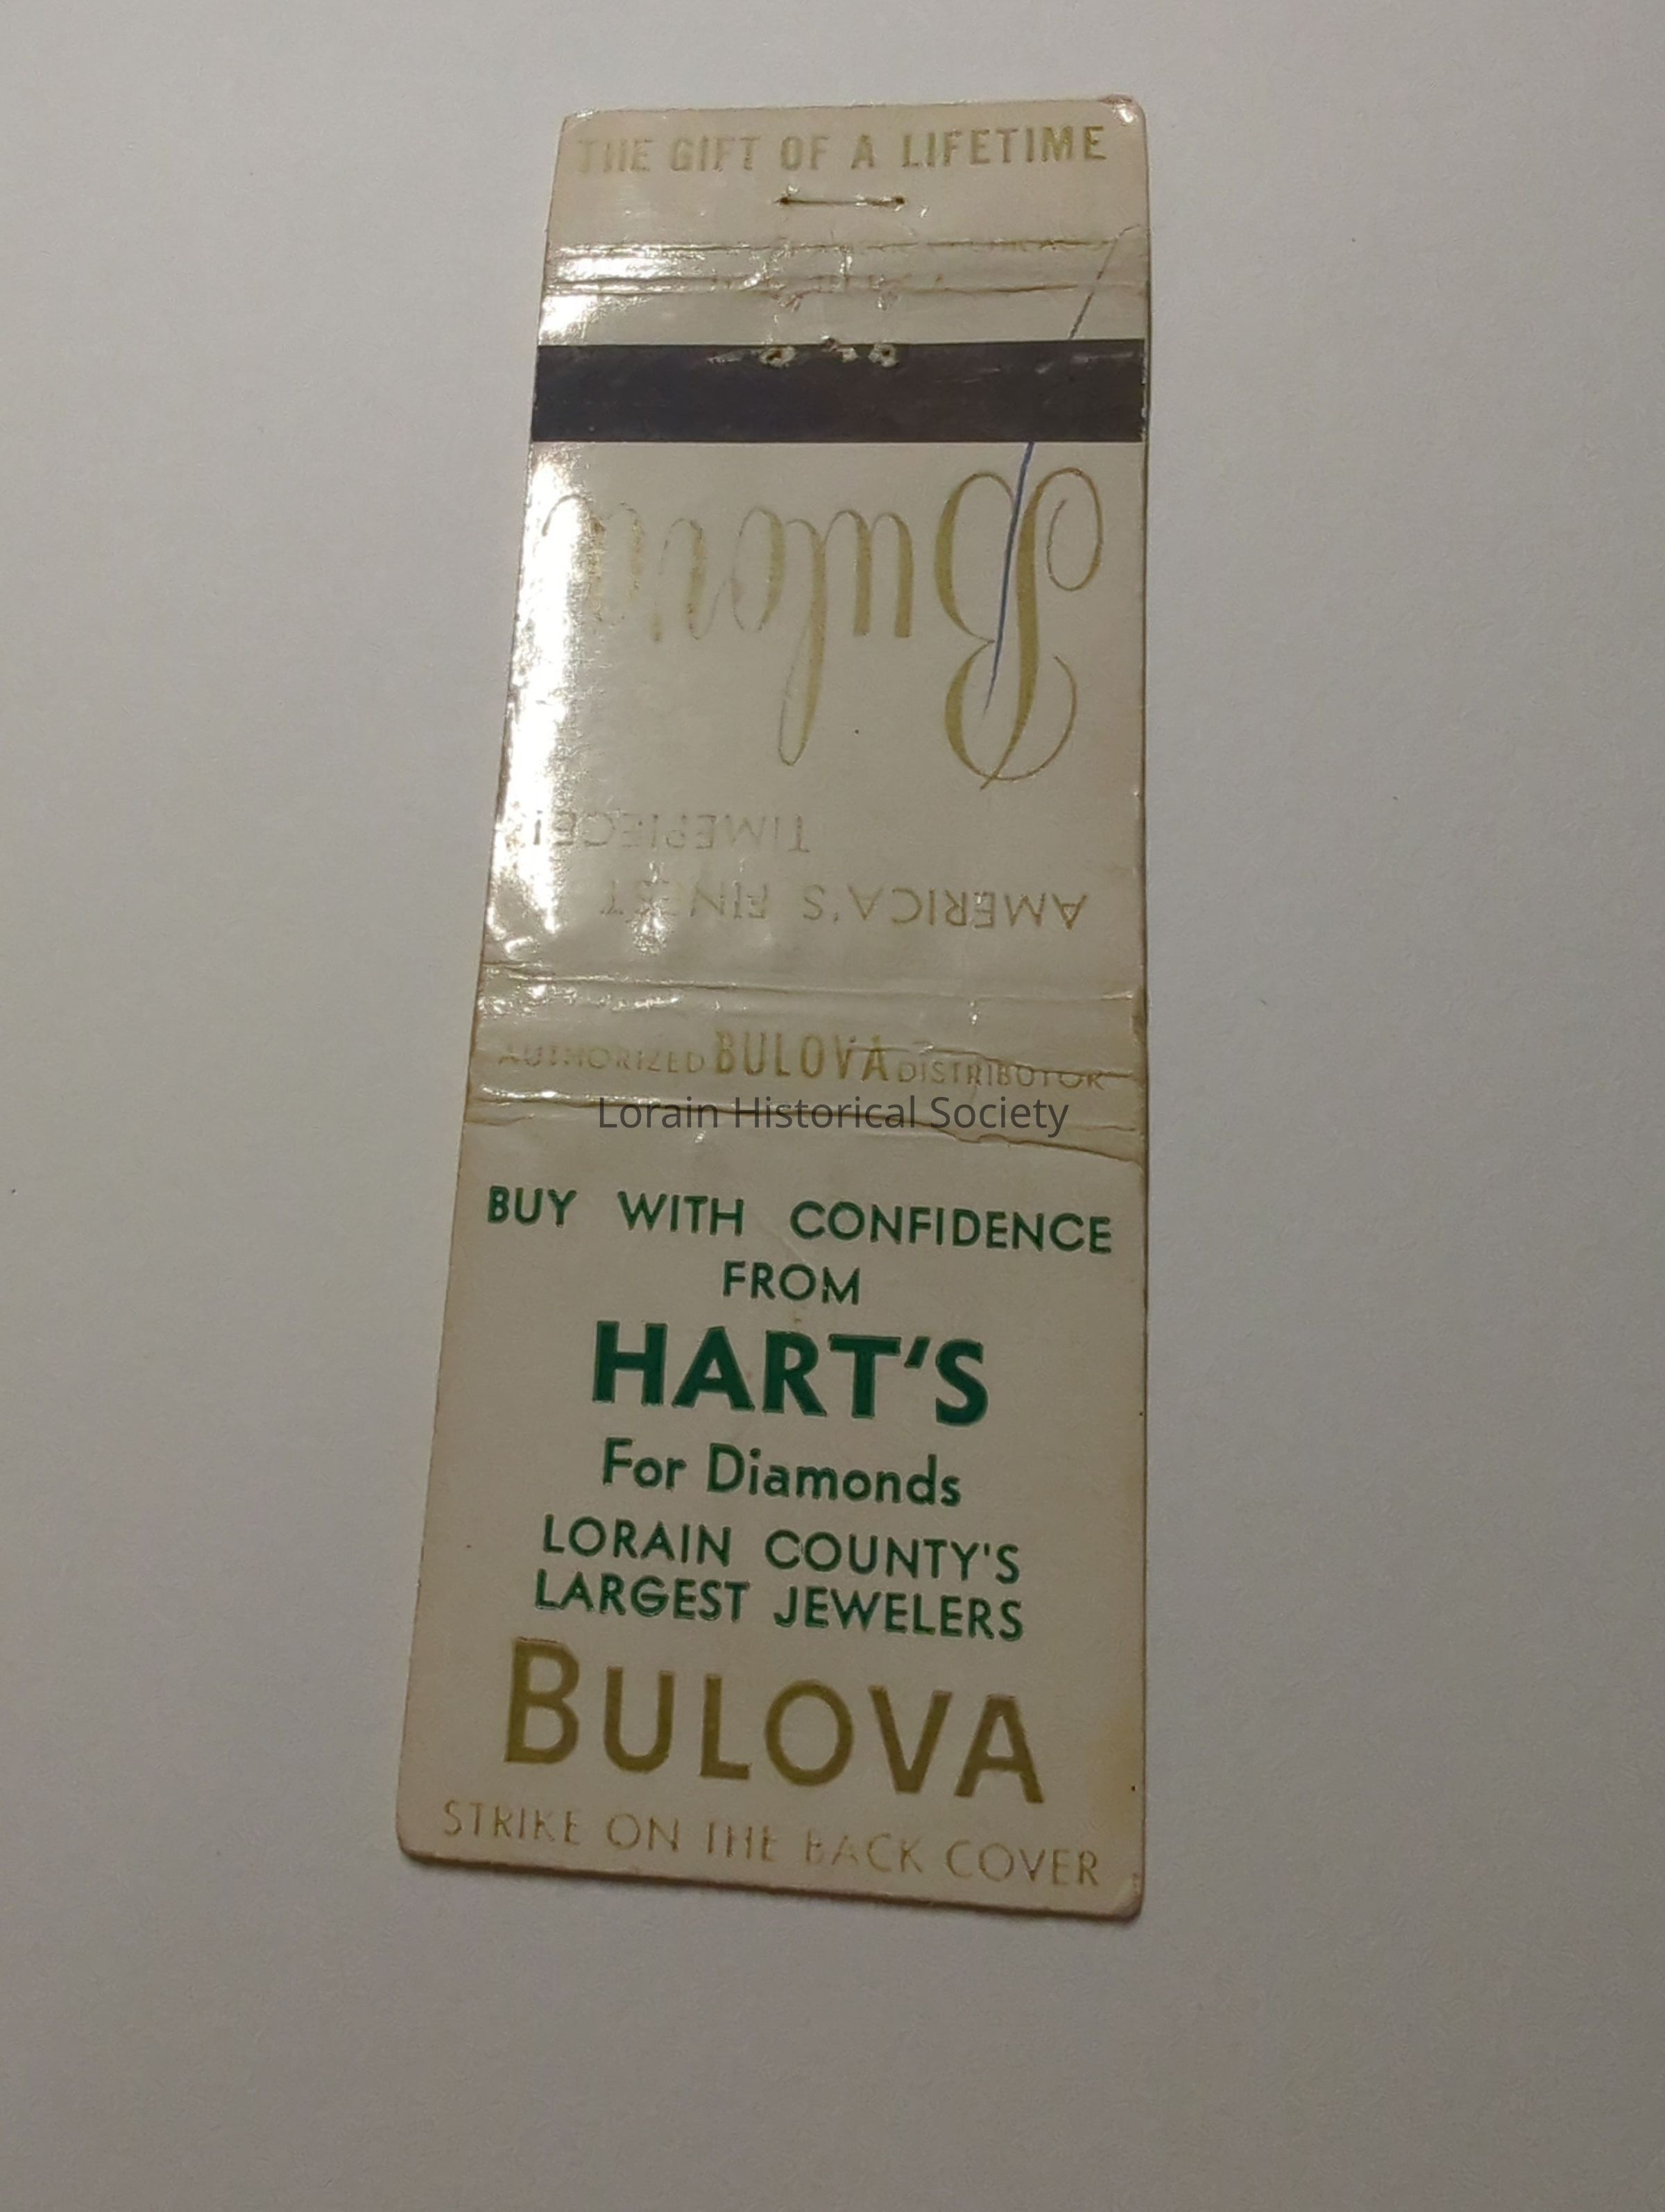 THE GIFT OF A LIFETIME
Bulova
TIMEPIECE!
AMERICA'S FINEST
AUTHORIZED BULOVA DISTRIBUTOR
Lorain Historical Society
BUY WITH CONFIDENCE
FROM
HART'S
For Diamonds
LORAIN COUNTY'S
LARGEST JEWELERS
BULOVA
STRIKE ON THE BACK COVER